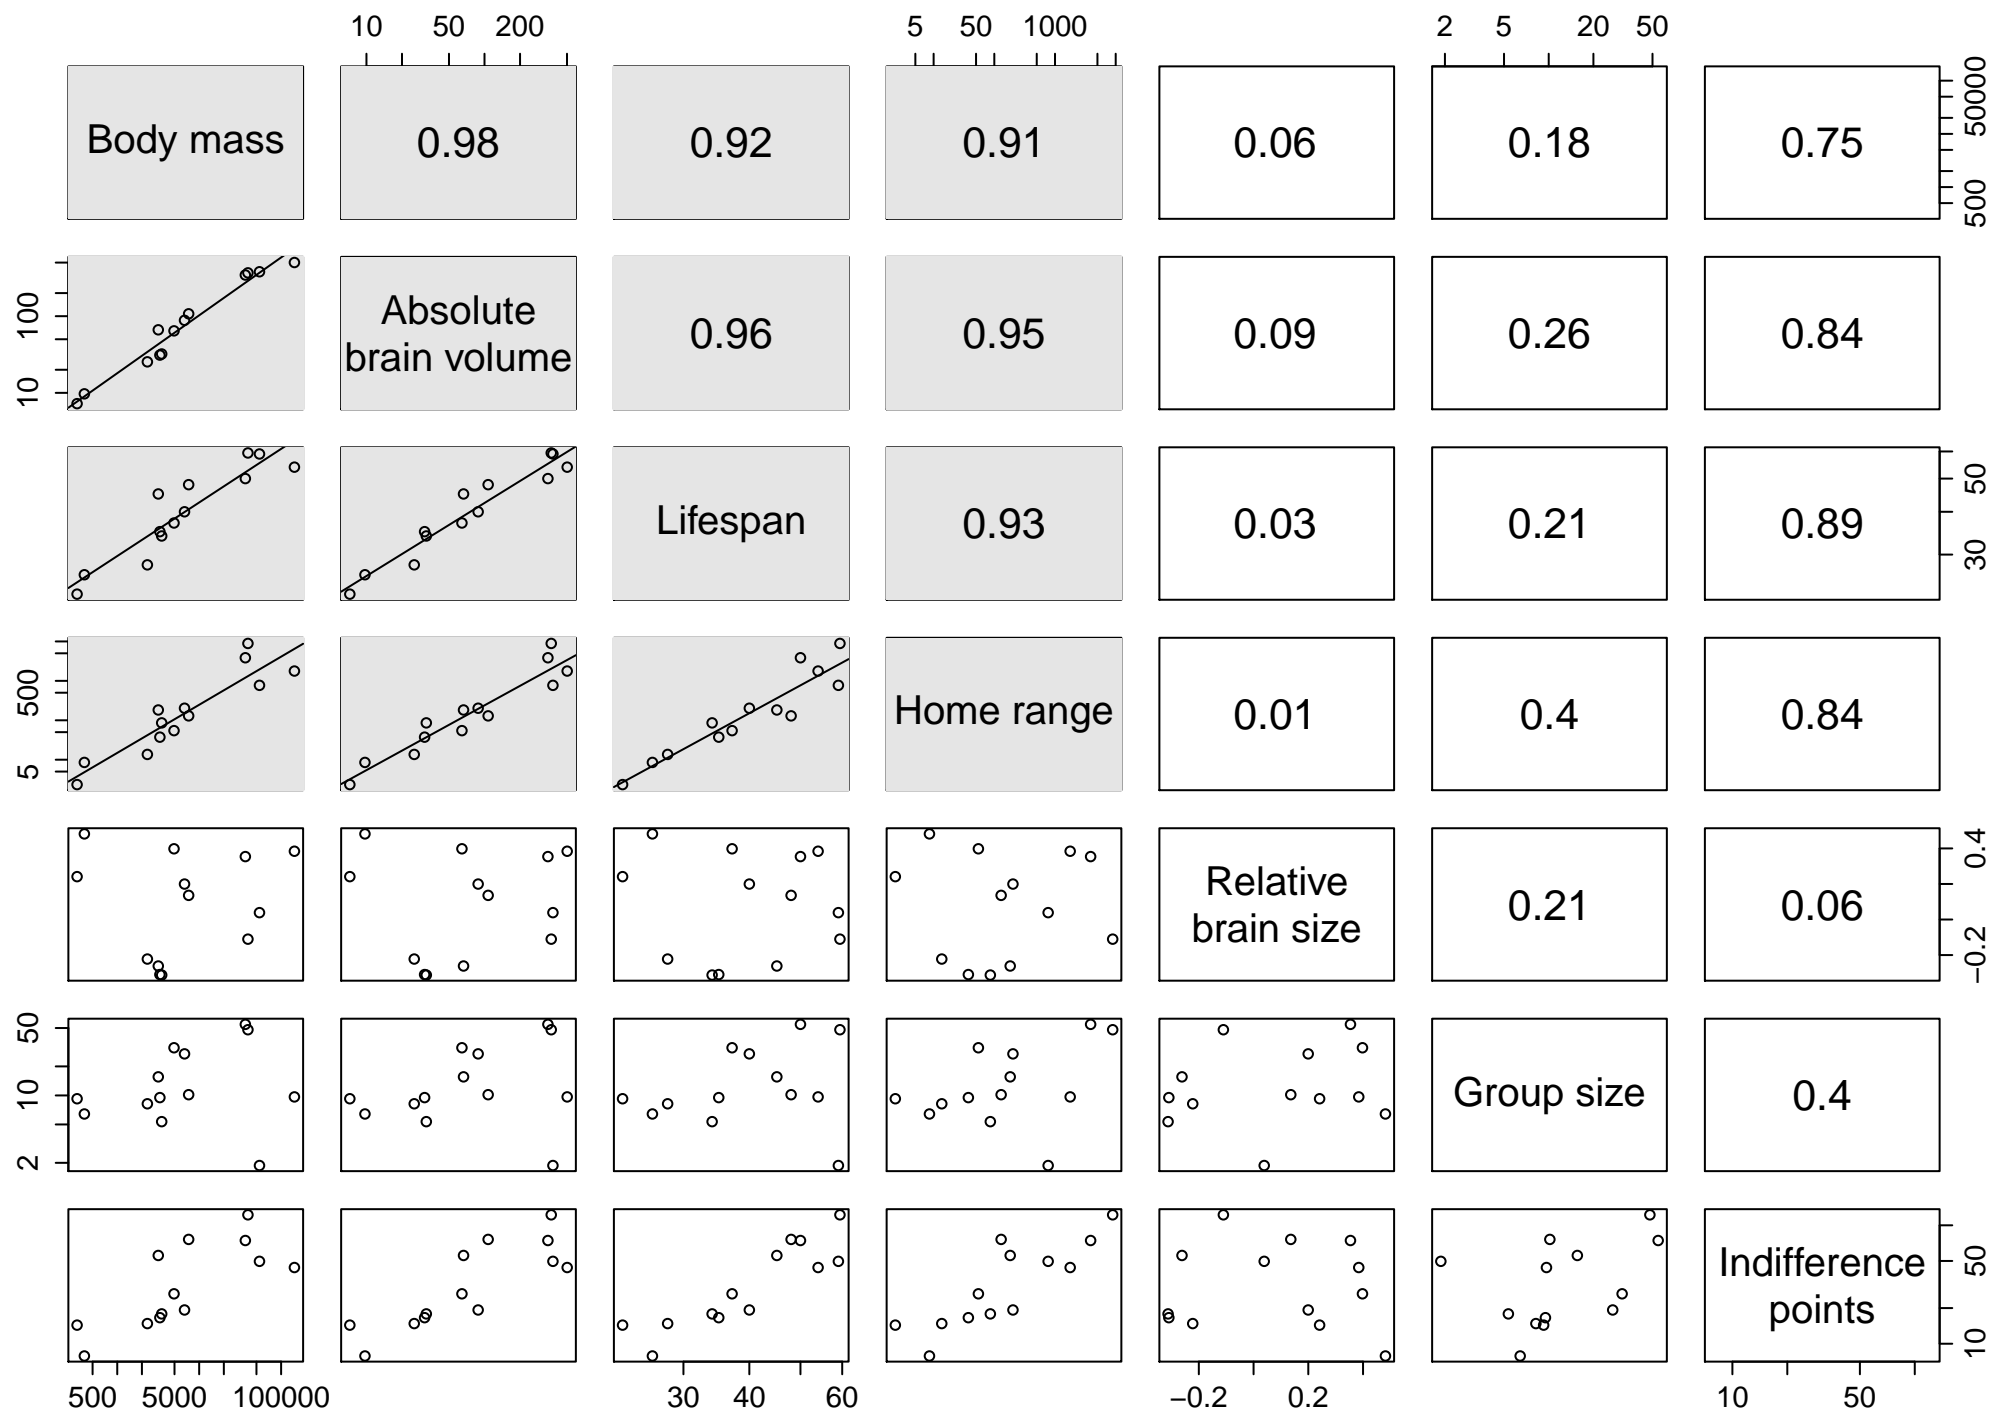 10 50 200 5 50 1000 2 5 20 50
Body mass 0.98 0.92 0.91 0.06 0.18 0.75
500 50000
Absolute
brain volume
0.96 0.95 0.09 0.26 0.84
10 100
Lifespan 0.93 0.03 0.21 0.89
30 50
Home range 0.01 0.4 0.84
5 500
Relative
brain size
0.21 0.06
−0.2 0.4
Group size 0.4
2 10 50
Indifference
points
10 50
500 5000 100000 30 40 60 −0.2 0.2 10 50